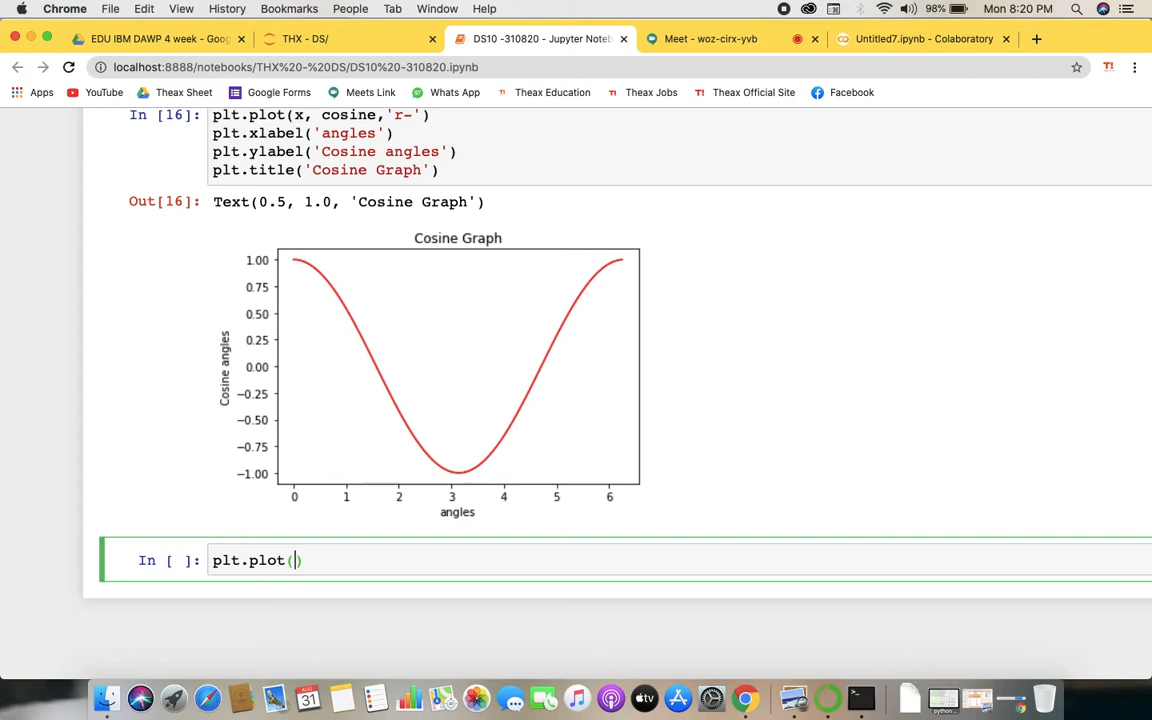 Chrome File Edit View History Bookmarks People Tab Window Help 98% Mon 8:20 PM
EDU IBM DAWP 4 week - Goo THX - DS/ DS10 -310820 - Jupyter Noteb Meet - woz-cirx-yvb Untitled7.ipynb - Colaboratory
localhost:8888/notebooks/THX%20-%20DS/DS10%20-310820.ipynb T!
Apps YouTube Theax Sheet Google Forms Meets Link Whats App Theax Education T! Theax Jobs T! Theax Official Site Facebook
In [16]: plt.plot(x, cosine,'r-')
plt.xlabel('angles')
plt.ylabel('Cosine angles')
plt.title('Cosine Graph')
Out[16]: Text(0.5, 1.0, 'Cosine Graph')
Cosine Graph
1.00
0.75
0.50
0.25
0.00
−0.25
−0.50
−0.75
−1.00
Cosine angles
0 1 2 3 4 5 6
angles
In [ ]: plt.plot()
AUG
31
tv